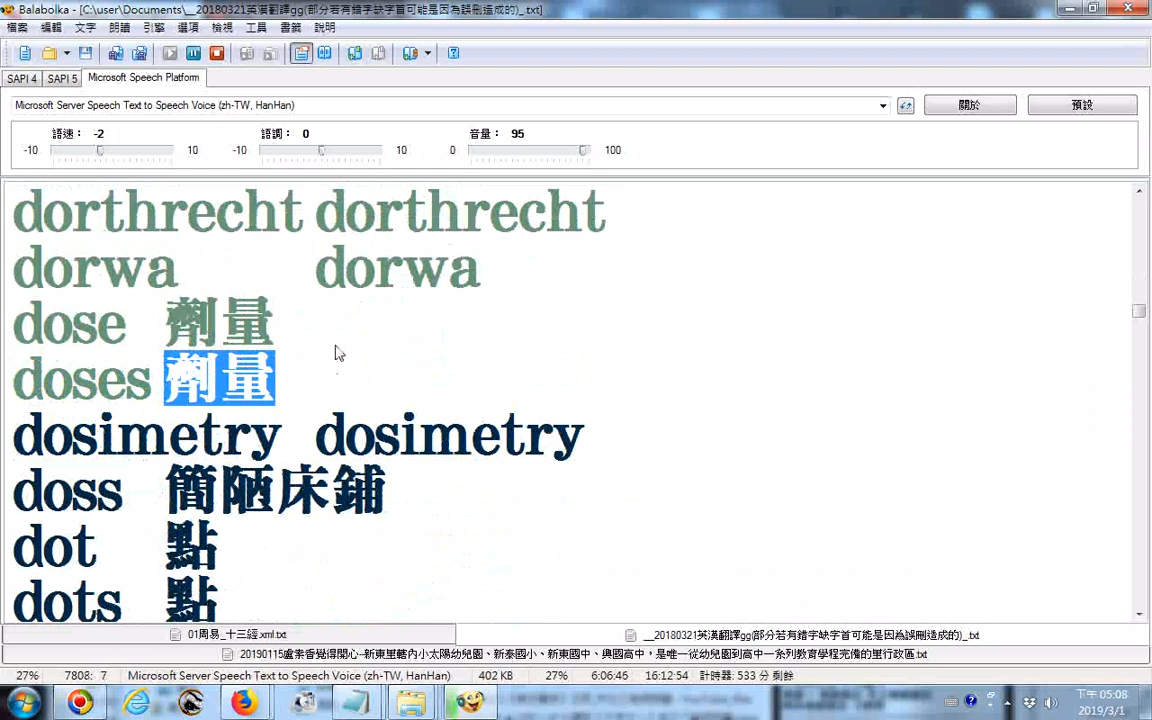 Balabolka - [C:\user\Documents\__20180321英漢翻譯gg(部分若有錯字缺字首可能是因為誤刪造成的)_.txt]
檔案 編輯 文字 朗讀 引擎 選項 檢視 工具 書籤 說明
SAPI 4 SAPI 5 Microsoft Speech Platform
Microsoft Server Speech Text to Speech Voice (zh-TW, HanHan) 關於 預設
語速: -2 語調: 0 音量: 95
-10 10 -10 10 0 100
dorthrecht dorthrecht
dorwa dorwa
dose 劑量
doses 劑量
dosimetry dosimetry
doss 簡陋床鋪
dot 點
dots 點
01周易_十三經.xml.txt __20180321英漢翻譯gg(部分若有錯字缺字首可能是因為誤刪造成的)_.txt
20190115盧素香覺得開心-新東里轄內小太陽幼兒園、新泰國小、新東國中、興國高中，是唯一從幼兒園到高中一系列教育學程完備的里行政區.txt
27% 7808: 7 Microsoft Server Speech Text to Speech Voice (zh-TW, HanHan) 402 KB 27% 6:06:46 16:12:54 計時器: 533 分 剩餘
下午 05:08
2019/3/1